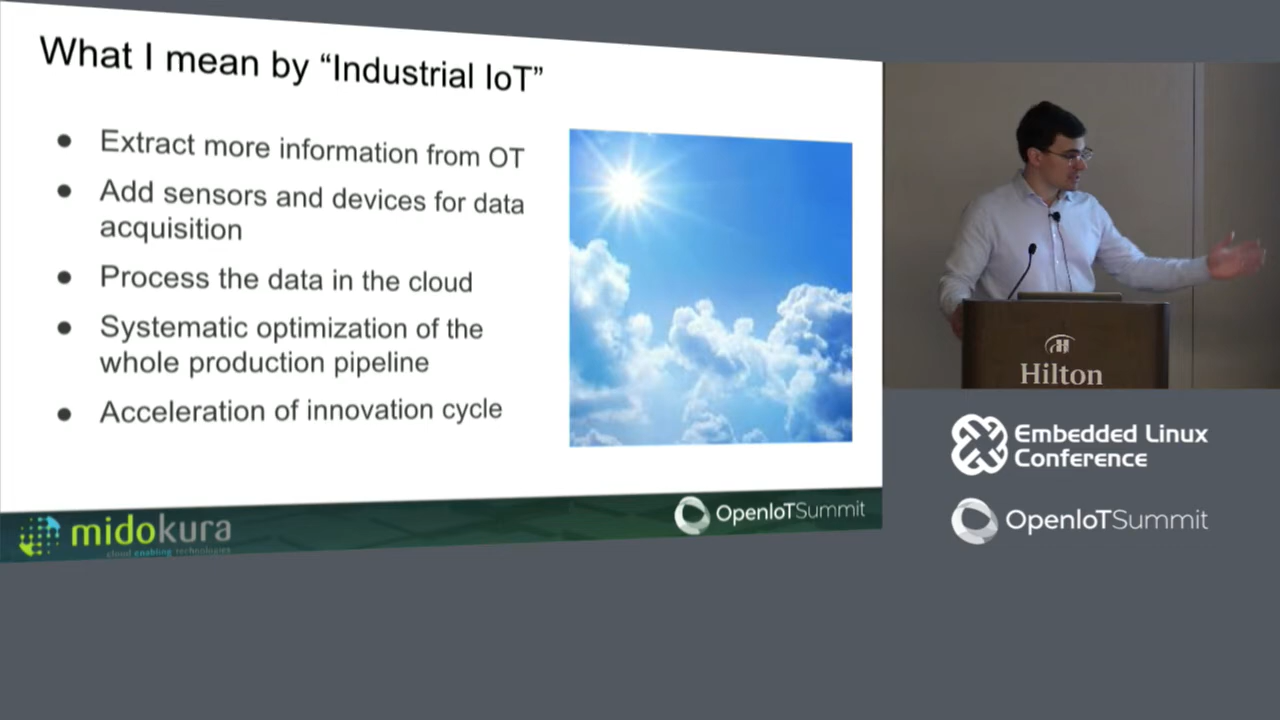 What I mean by “Industrial IoT”
● Extract more information from OT
● Add sensors and devices for data
acquisition
● Process the data in the cloud
● Systematic optimization of the
whole production pipeline
● Acceleration of innovation cycle
midokura
cloud enabling technologies
OpenIoTSummit
Hilton
Embedded Linux
Conference
OpenIoTSummit